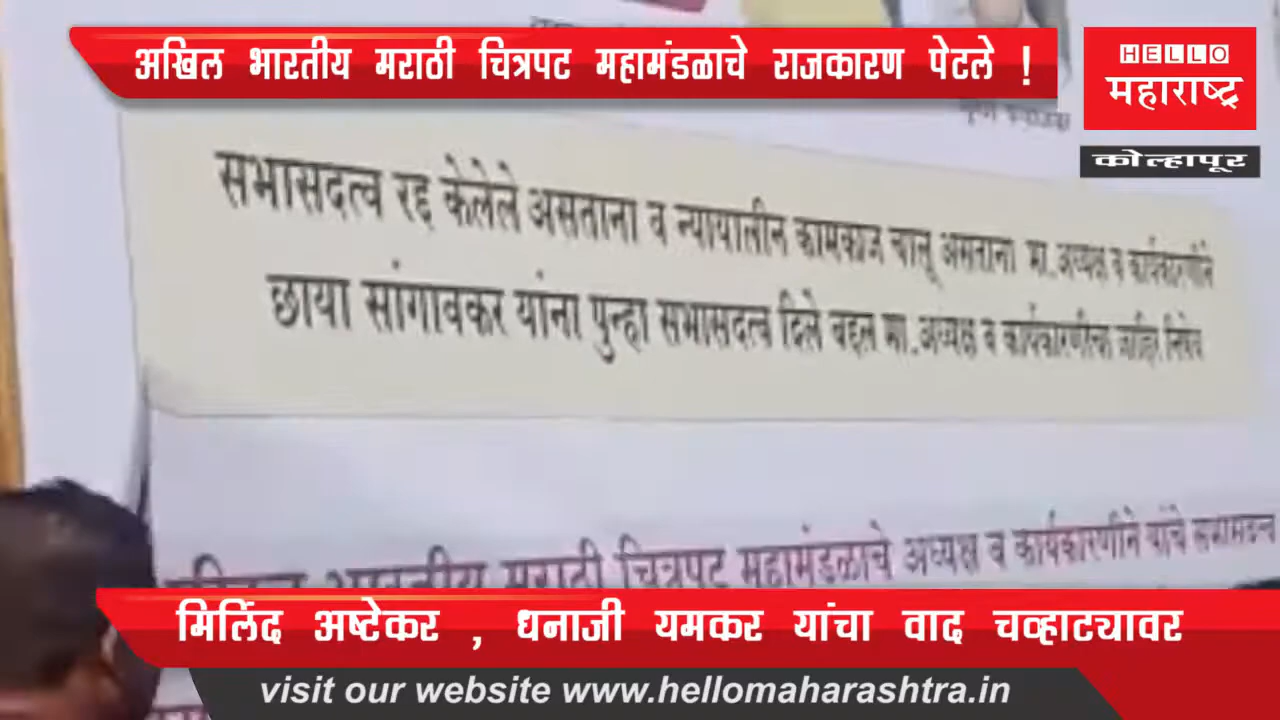 अखिल भारतीय मराठी चित्रपट महामंडळाचे राजकारण पेटले !
HELLO
महाराष्ट्र
कोल्हापूर
सभासदत्व रद्द केलेले असताना व न्यायालीन कामकाज चालू असताना मा. अध्यक्ष व कार्यकारणीने
छाया सांगावकर यांना पुन्हा सभासदत्व दिले बद्दल मा. अध्यक्ष व कार्यकारणीचा जाहिर निषेध
मराठी चित्रपट महामंडळाचे अध्यक्ष व कार्यकारणीने यांचे
मिलिंद अष्टेकर , धनाजी यमकर यांचा वाद चव्हाट्यावर
visit our website www.hellomaharashtra.in